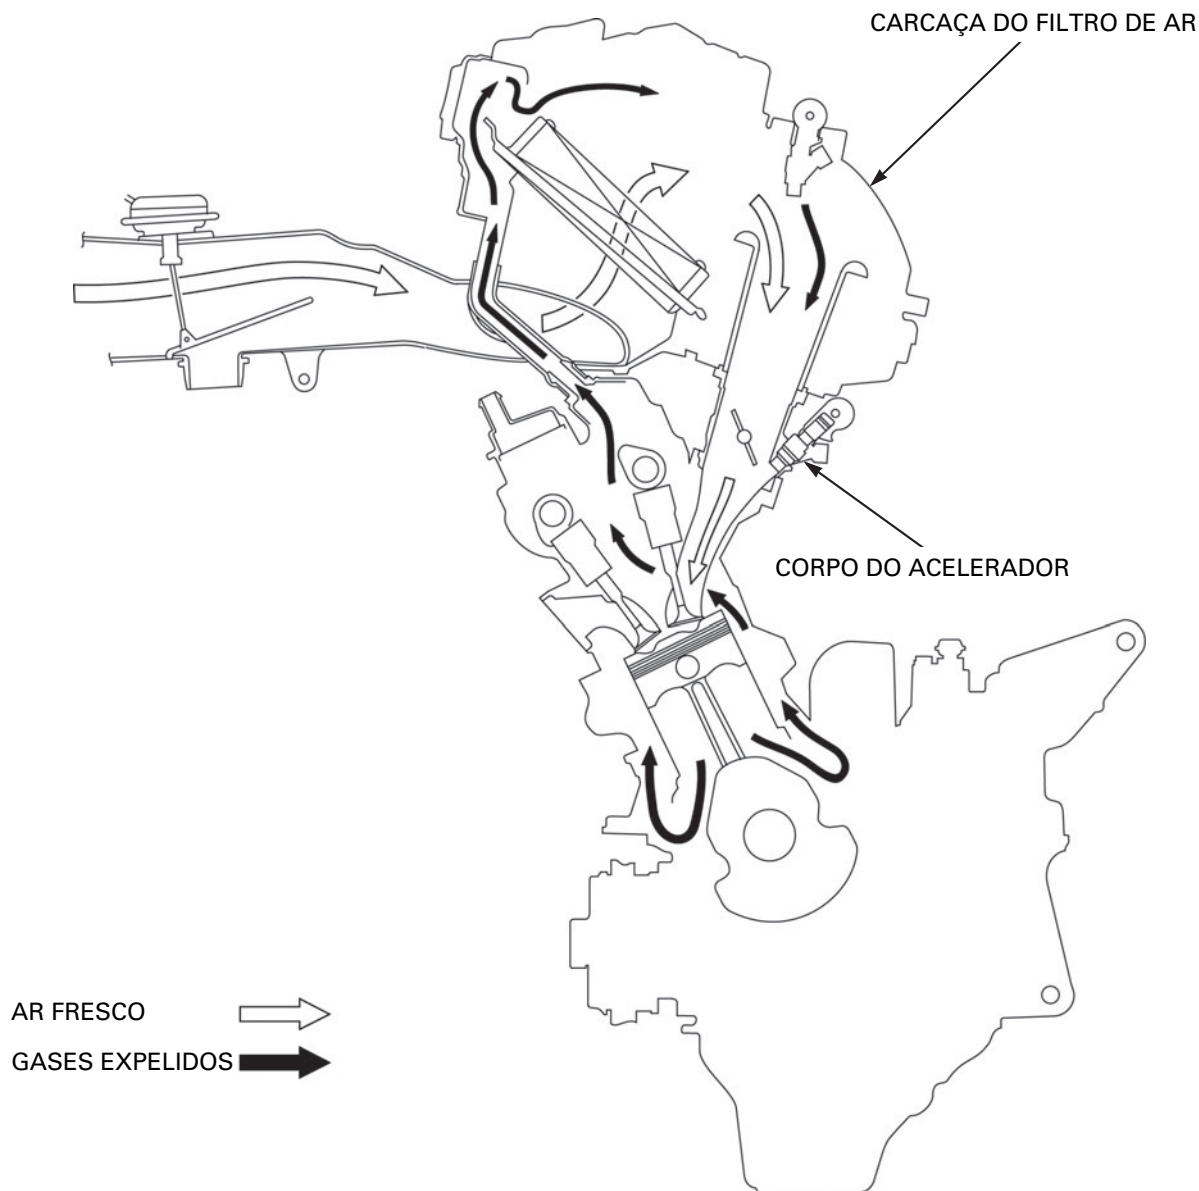 CARCAÇA DO FILTRO DE AR
CORPO DO ACELERADOR
AR FRESCO
GASES EXPELIDOS